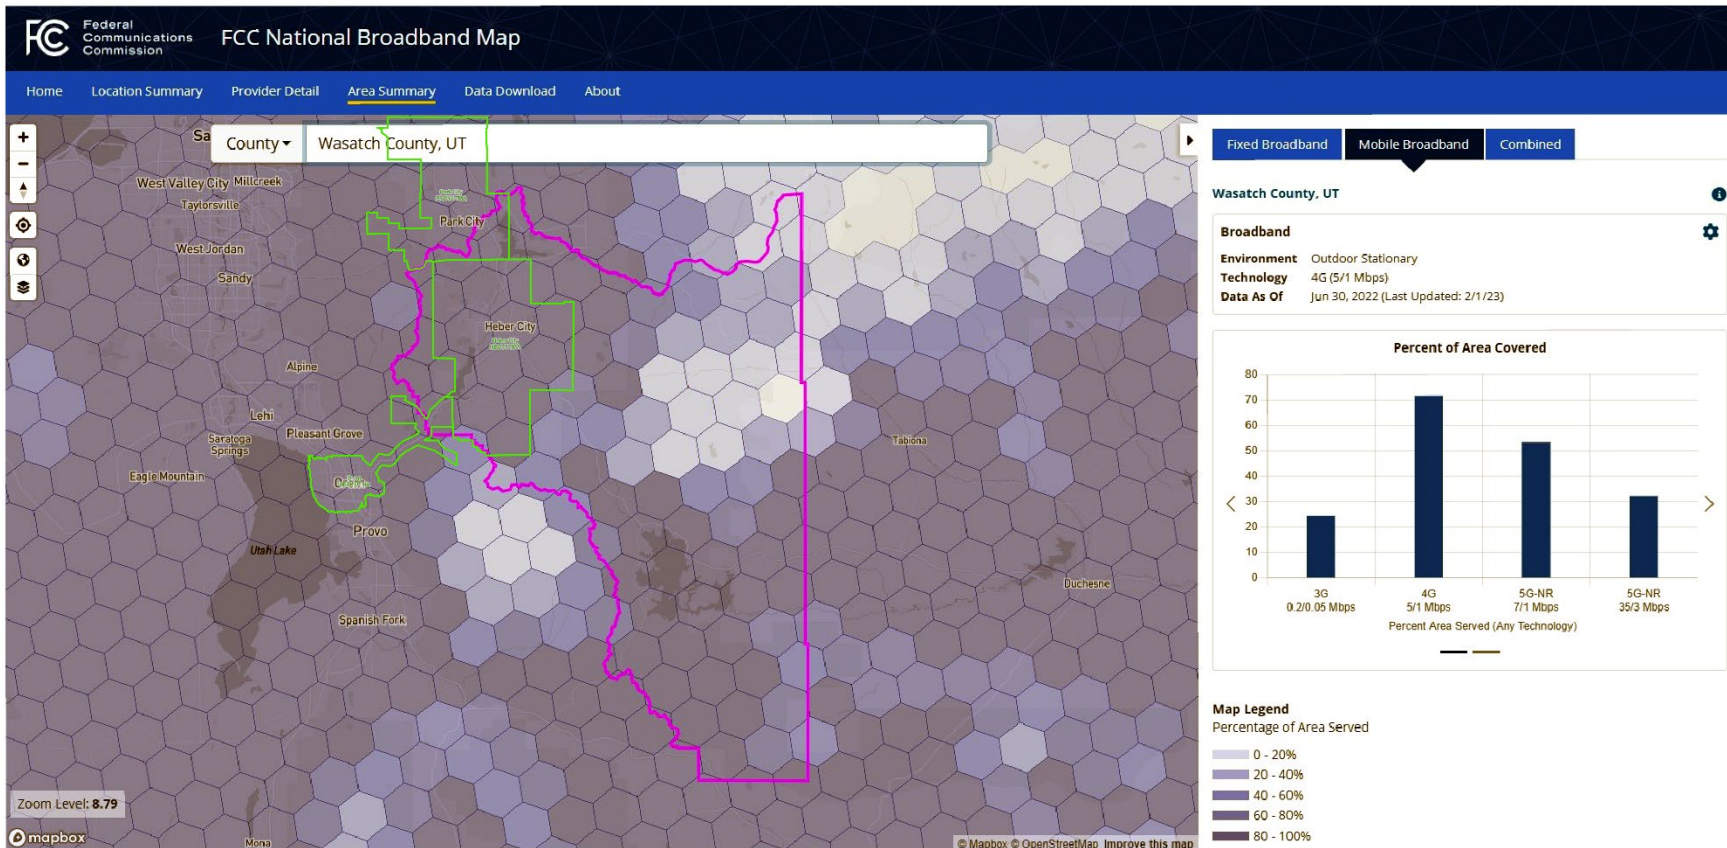 FCC
Federal
Communications
Commission
FCC National Broadband Map
Home
Location Summary
Provider Detail
Area Summary
Data Download
About
Sa
County
Wasatch County, UT
West Valley City
Millcreek
Taylorsville
Park City
West Jordan
Sandy
Heber City
Alpine
Lehi
Pleasant Grove
Saratoga
Springs
Eagle Mountain
Provo
Utah Lake
Spanish Fork
Tabiona
Duchesne
Mona
Zoom Level: 8.79
mapbox
© Mapbox © OpenStreetMap Improve this map
Fixed Broadband
Mobile Broadband
Combined
Wasatch County, UT
Broadband
Environment Outdoor Stationary
Technology 4G (5/1 Mbps)
Data As Of Jun 30, 2022 (Last Updated: 2/1/23)
Percent of Area Covered
80
70
60
50
40
30
20
10
0
3G
0.2/0.05 Mbps
4G
5/1 Mbps
5G-NR
7/1 Mbps
5G-NR
35/3 Mbps
Percent Area Served (Any Technology)
Map Legend
Percentage of Area Served
0 - 20%
20 - 40%
40 - 60%
60 - 80%
80 - 100%